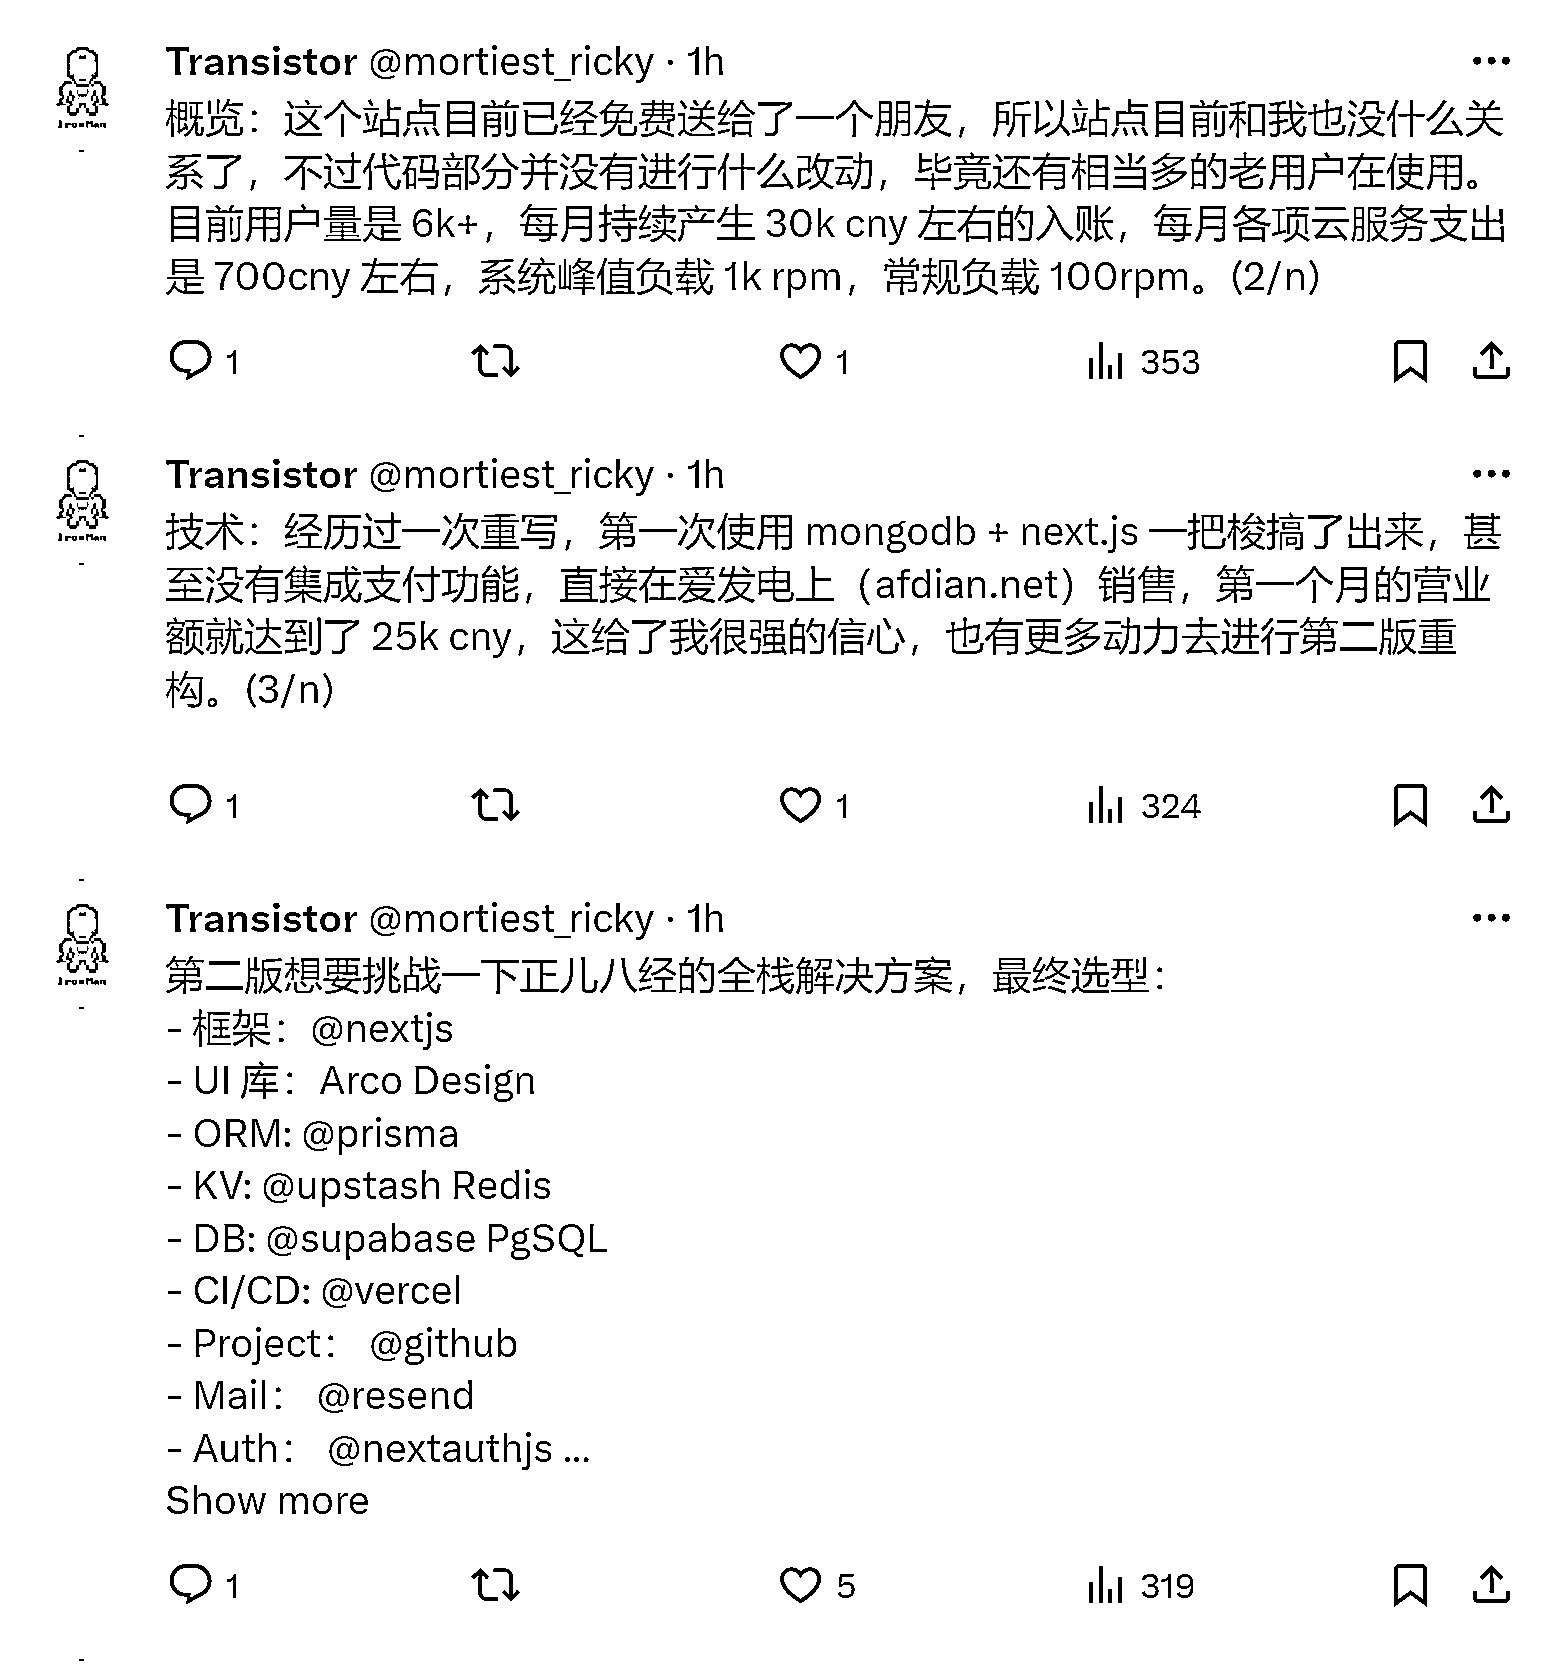 Transistor @mortiest_ricky · 1h
概览：这个站点目前已经免费送给了一个朋友，所以站点目前和我也没什么关
系了，不过代码部分并没有进行什么改动，毕竟还有相当多的老用户在使用。
目前用户量是 6k+，每月持续产生 30k cny 左右的入账，每月各项云服务支出
是 700cny 左右，系统峰值负载 1k rpm，常规负载 100rpm。(2/n)
1 1 353
IronMan
Transistor @mortiest_ricky · 1h
技术：经历过一次重写，第一次使用 mongodb + next.js 一把梭搞了出来，甚
至没有集成支付功能，直接在爱发电上（afdian.net）销售，第一个月的营业
额就达到了 25k cny，这给了我很强的信心，也有更多动力去进行第二版重
构。(3/n)
1 1 324
IronMan
Transistor @mortiest_ricky · 1h
第二版想要挑战一下正儿八经的全栈解决方案，最终选型：
- 框架：@nextjs
- UI 库：Arco Design
- ORM: @prisma
- KV: @upstash Redis
- DB: @supabase PgSQL
- CI/CD: @vercel
- Project： @github
- Mail： @resend
- Auth： @nextauthjs ...
Show more
1 5 319
IronMan